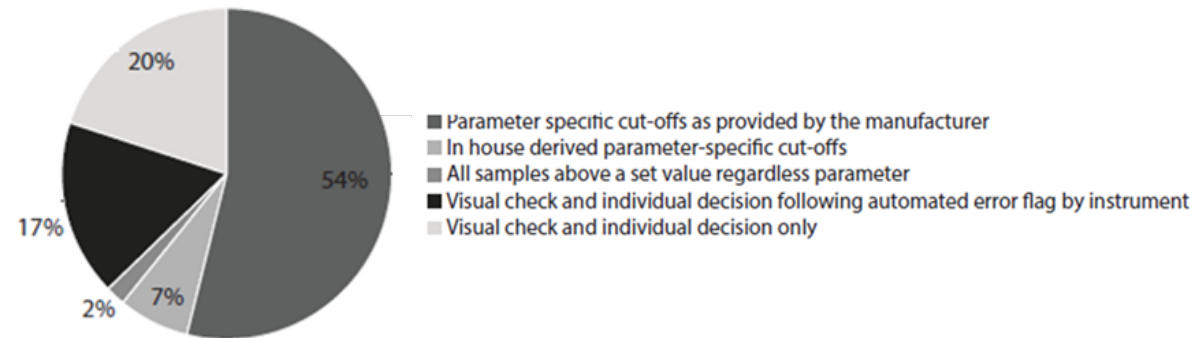 20%
54%
17%
7%
2%
Parameter specific cut-offs as provided by the manufacturer
In house derived parameter-specific cut-offs
All samples above a set value regardless parameter
Visual check and individual decision following automated error flag by instrument
Visual check and individual decision only